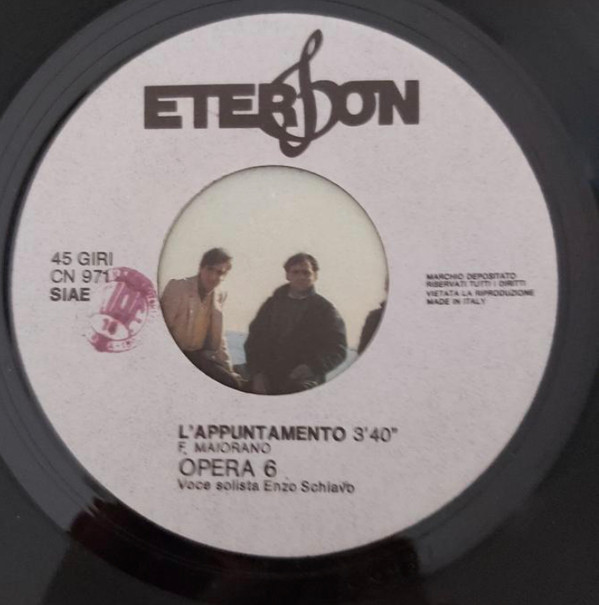 ETERSON
45 GIRI
CN 971
SIAE
MARCHIO DEPOSITATO
RISERVATI TUTTI I DIRITTI
VIETATA LA RIPRODUZIONE
MADE IN ITALY
L'APPUNTAMENTO 3'40"
F. MAIORANO
OPERA 6
Voce solista Enzo Schiavo